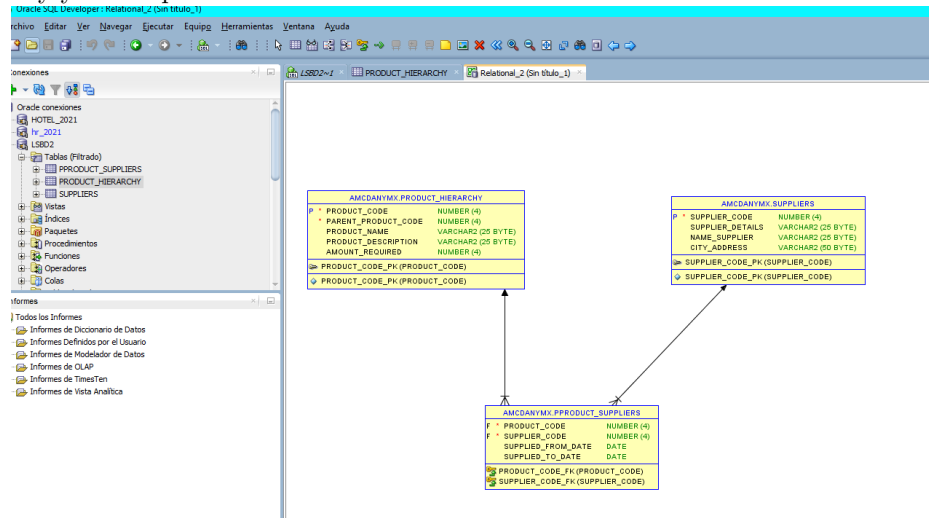 Oracle SQL Developer : Relational_2 (Sin título_1)
rchivo Editar Ver Navegar Ejecutar Equipo Herramientas Ventana Ayuda
onexiones
LSBD2~1
PRODUCT_HIERARCHY
Relational_2 (Sin título_1)
Oracle conexiones
HOTEL_2021
hr_2021
LSBD2
Tablas (Filtrado)
PPRODUCT_SUPPLIERS
PRODUCT_HIERARCHY
SUPPLIERS
Vistas
Índices
Paquetes
Procedimientos
Funciones
Operadores
Colas
nformes
Todos los Informes
Informes de Diccionario de Datos
Informes Definidos por el Usuario
Informes de Modelador de Datos
Informes de OLAP
Informes de TimesTen
Informes de Vista Analítica
AMCDANYMX.PRODUCT_HIERARCHY
P * PRODUCT_CODE NUMBER (4)
* PARENT_PRODUCT_CODE NUMBER (4)
PRODUCT_NAME VARCHAR2 (25 BYTE)
PRODUCT_DESCRIPTION VARCHAR2 (25 BYTE)
AMOUNT_REQUIRED NUMBER (4)
PRODUCT_CODE_PK (PRODUCT_CODE)
PRODUCT_CODE_PK (PRODUCT_CODE)
AMCDANYMX.SUPPLIERS
P * SUPPLIER_CODE NUMBER (4)
SUPPLIER_DETAILS VARCHAR2 (25 BYTE)
NAME_SUPPLIER VARCHAR2 (25 BYTE)
CITY_ADDRESS VARCHAR2 (50 BYTE)
SUPPLIER_CODE_PK (SUPPLIER_CODE)
SUPPLIER_CODE_PK (SUPPLIER_CODE)
AMCDANYMX.PPRODUCT_SUPPLIERS
F * PRODUCT_CODE NUMBER (4)
F * SUPPLIER_CODE NUMBER (4)
SUPPLIED_FROM_DATE DATE
SUPPLIED_TO_DATE DATE
PRODUCT_CODE_FK (PRODUCT_CODE)
SUPPLIER_CODE_FK (SUPPLIER_CODE)